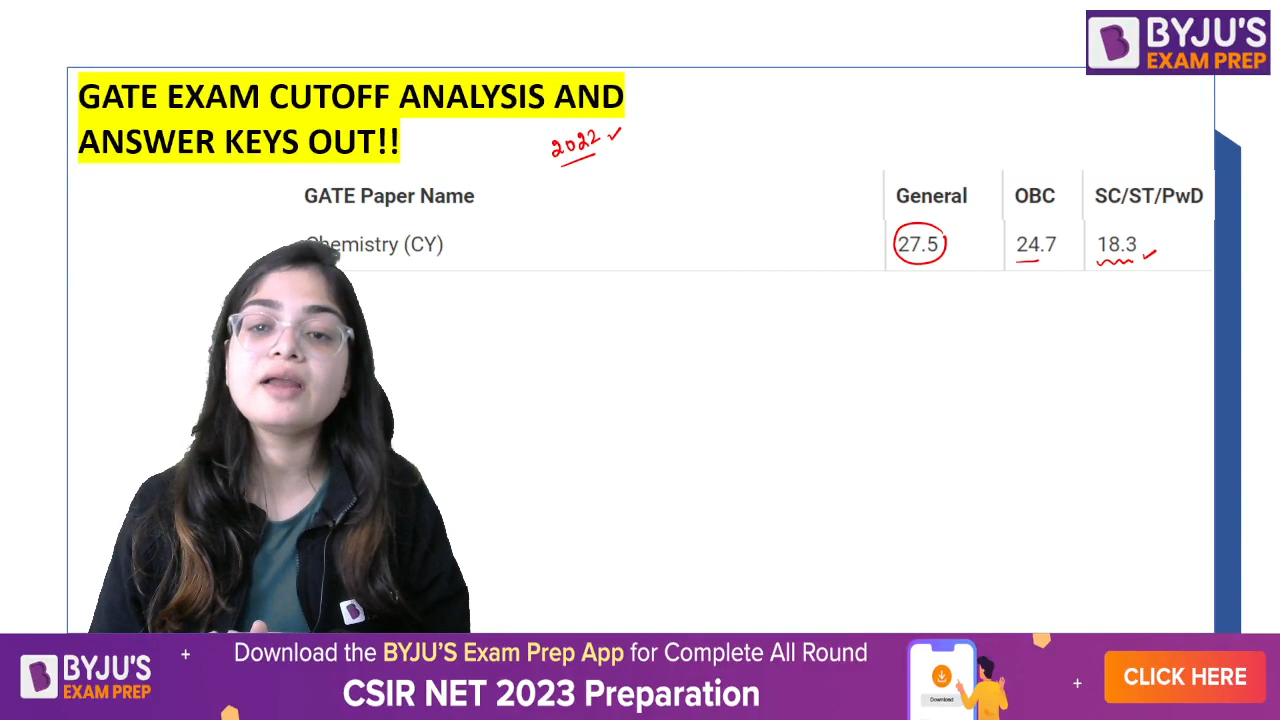 BYJU'S
EXAM PREP
GATE EXAM CUTOFF ANALYSIS AND
ANSWER KEYS OUT!!
2022
GATE Paper Name General OBC SC/ST/PwD
Chemistry (CY) 27.5 24.7 18.3
BYJU'S
EXAM PREP
Download the BYJU'S Exam Prep App for Complete All Round
CSIR NET 2023 Preparation
Download
CLICK HERE